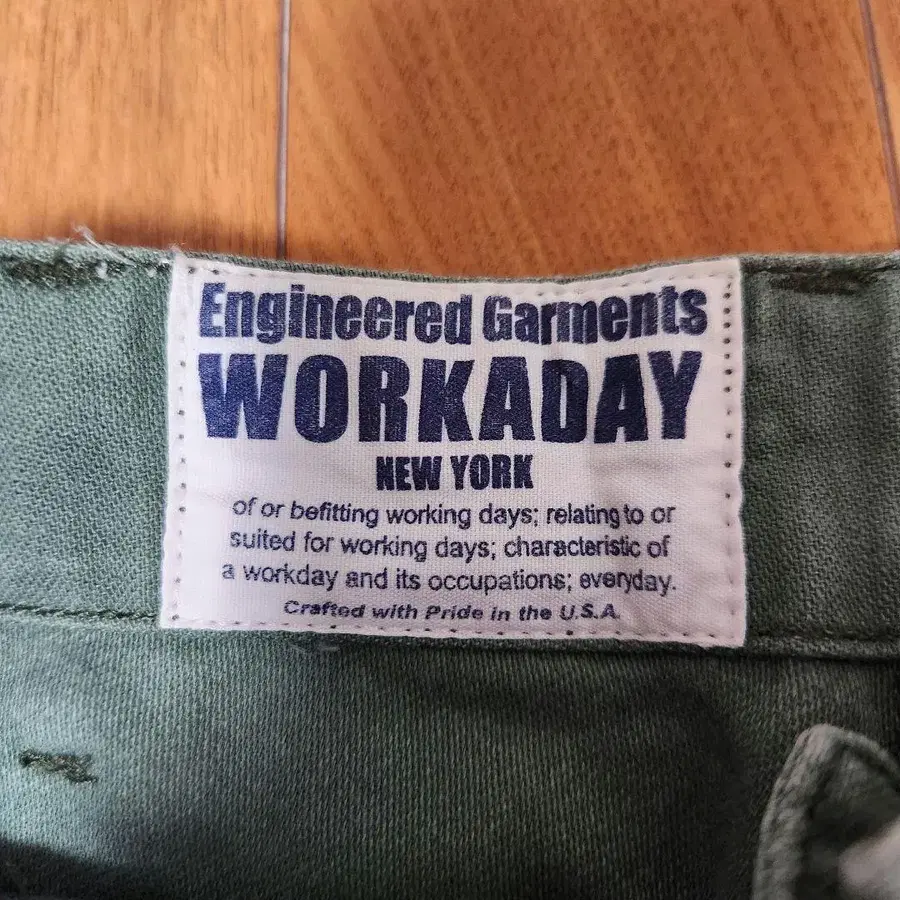 Engineered Garments
WORKADAY
NEW YORK
of or befitting working days; relating to or
suited for working days; characteristic of
a workday and its occupations; everyday.
Crafted with Pride in the U.S.A.